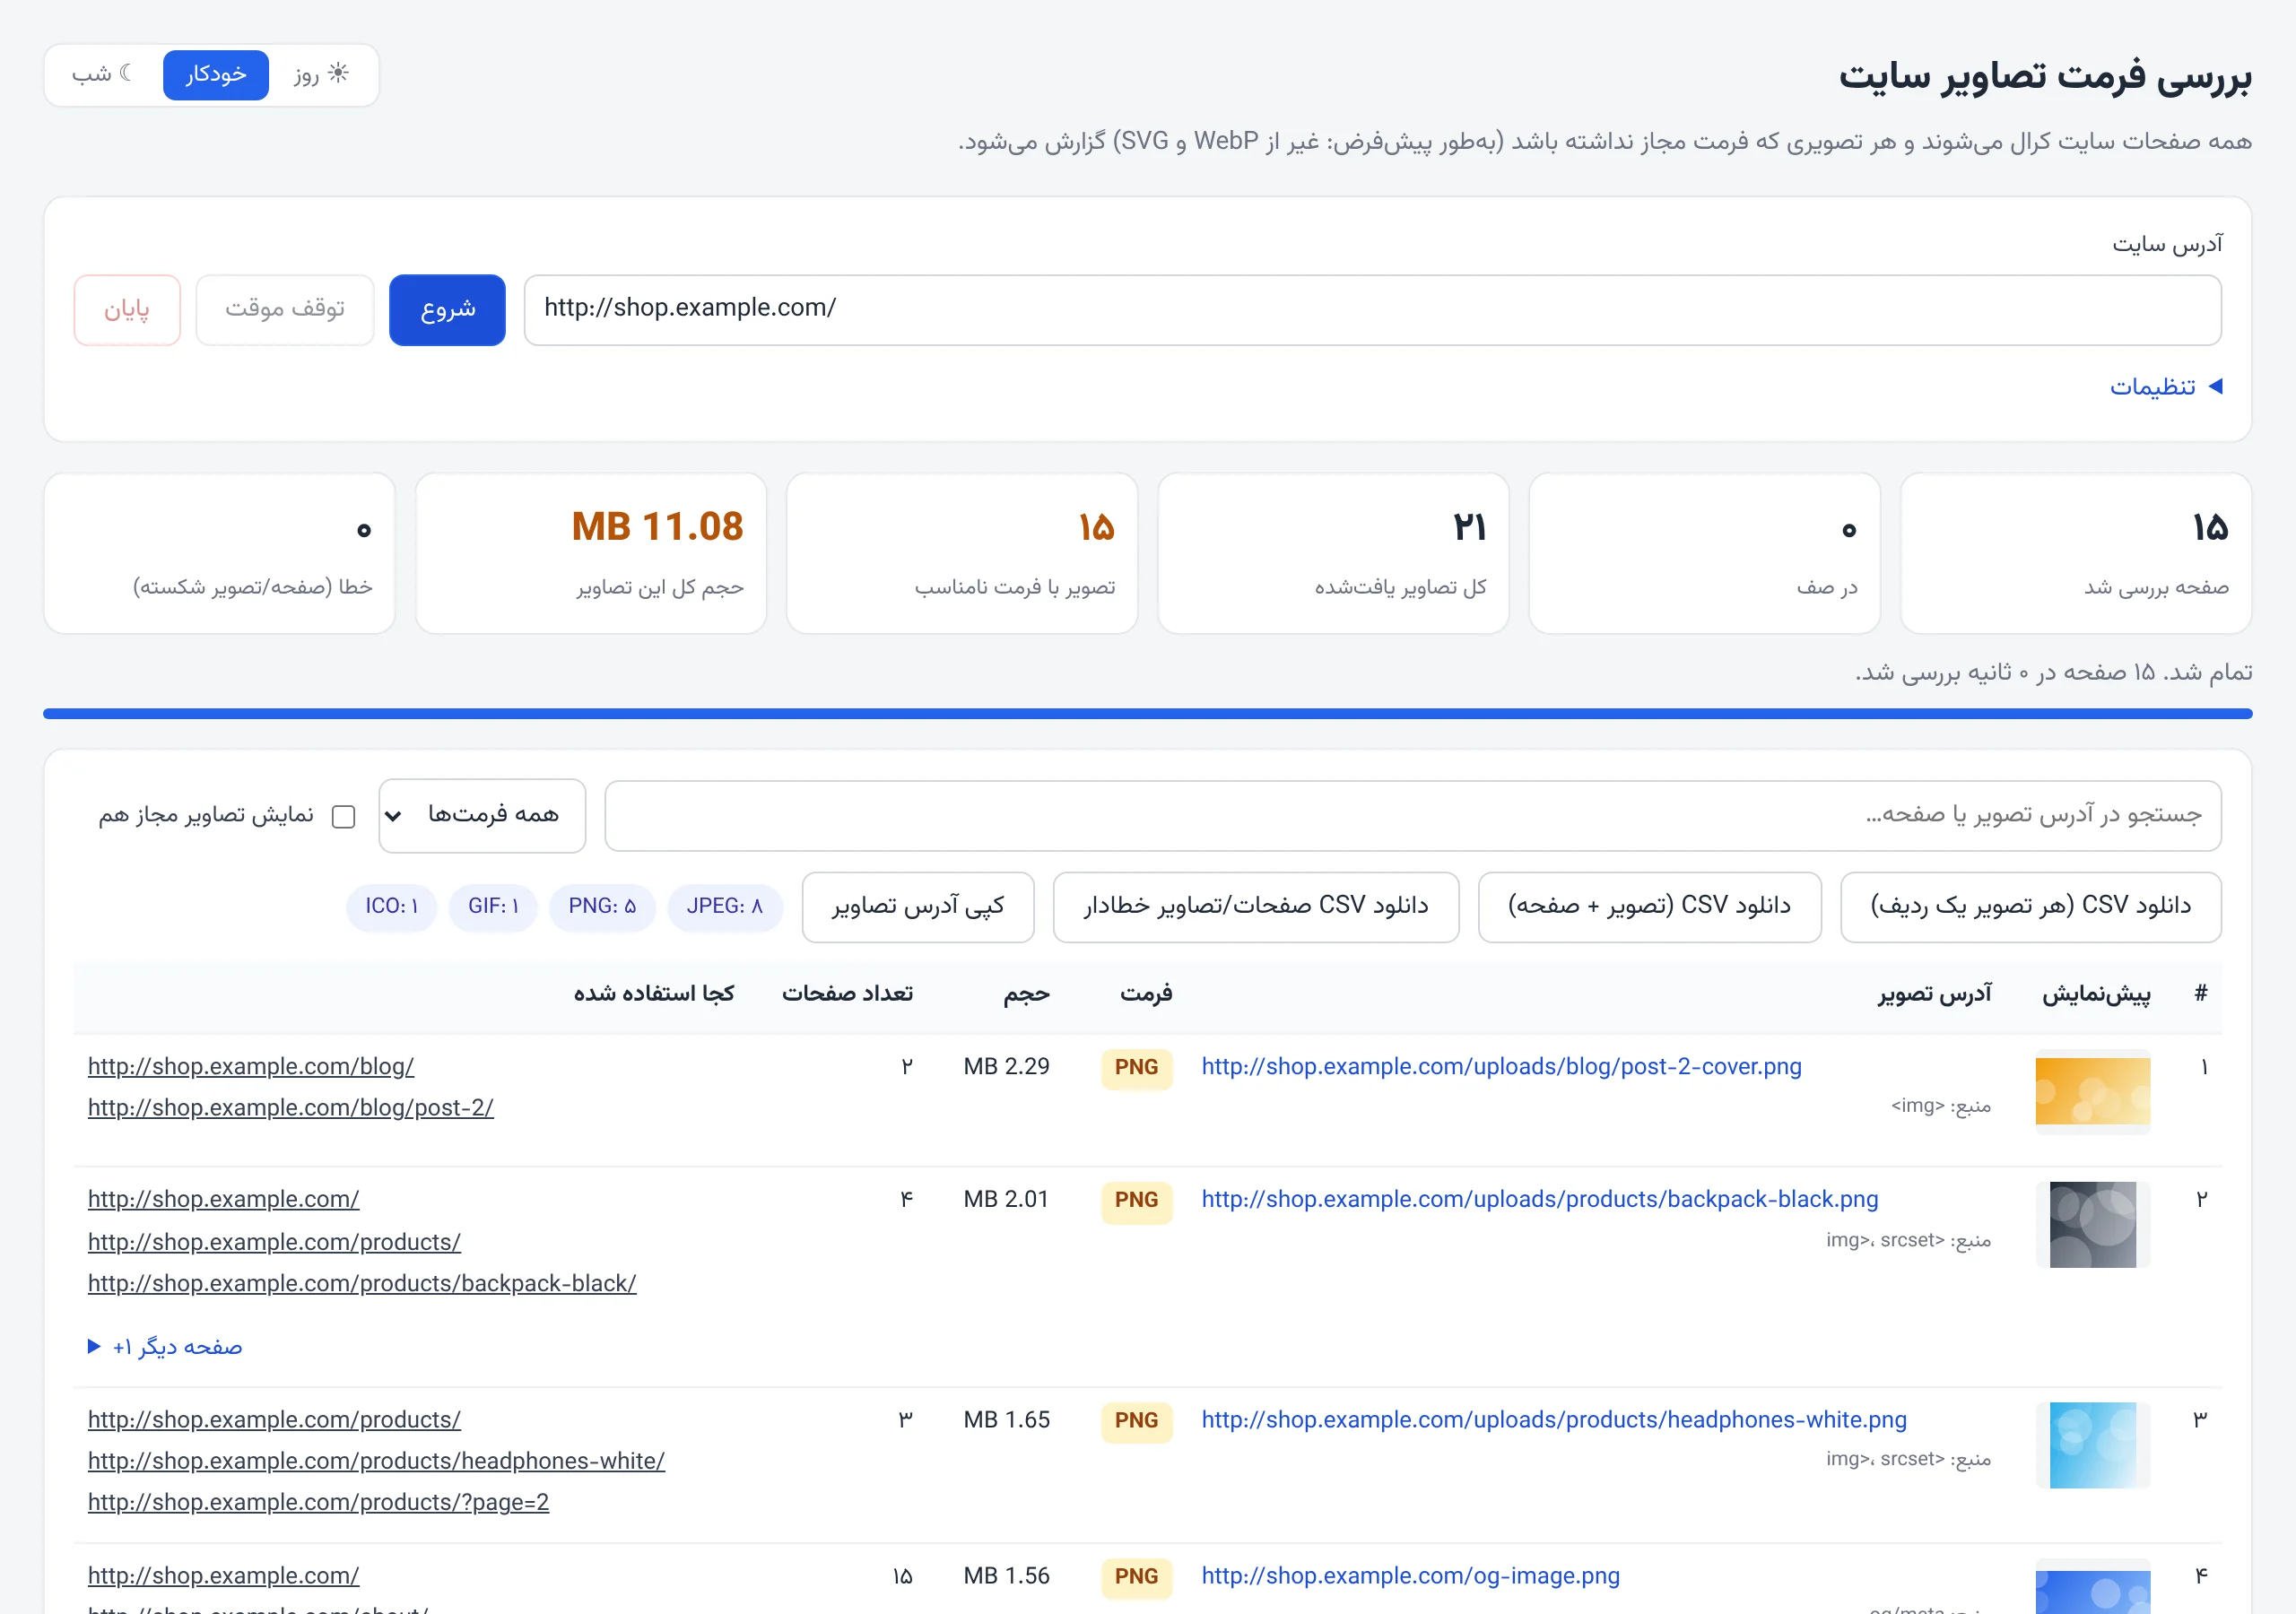 بررسی فرمت تصاویر سایت
روز خودکار شب
همه صفحات سایت کرال می‌شوند و هر تصویری که فرمت مجاز نداشته باشد (به‌طور پیش‌فرض: غیر از WebP و SVG) گزارش می‌شود.
آدرس سایت
http://shop.example.com/ شروع توقف موقت پایان
تنظیمات
۱۵ ۰ ۲۱ ۱۵ 11.08 MB ۰
صفحه بررسی شد در صف کل تصاویر یافت‌شده تصویر با فرمت نامناسب حجم کل این تصاویر خطا (صفحه/تصویر شکسته)
تمام شد. ۱۵ صفحه در ۰ ثانیه بررسی شد.
جستجو در آدرس تصویر یا صفحه... همه فرمت‌ها نمایش تصاویر مجاز هم
دانلود CSV (هر تصویر یک ردیف) دانلود CSV (تصویر + صفحه) دانلود CSV صفحات/تصاویر خطادار کپی آدرس تصاویر JPEG: ۸ PNG: ۵ GIF: ۱ ICO: ۱
# پیش‌نمایش آدرس تصویر فرمت حجم تعداد صفحات کجا استفاده شده
۱ http://shop.example.com/uploads/blog/post-2-cover.png PNG 2.29 MB ۲ http://shop.example.com/blog/
منبع: <img> http://shop.example.com/blog/post-2/
۲ http://shop.example.com/uploads/products/backpack-black.png PNG 2.01 MB ۴ http://shop.example.com/
منبع: <img>، srcset http://shop.example.com/products/
http://shop.example.com/products/backpack-black/
+۱ صفحه دیگر
۳ http://shop.example.com/uploads/products/headphones-white.png PNG 1.65 MB ۳ http://shop.example.com/products/
منبع: <img>، srcset http://shop.example.com/products/headphones-white/
http://shop.example.com/products/?page=2
۴ http://shop.example.com/og-image.png PNG 1.56 MB ۱۵ http://shop.example.com/